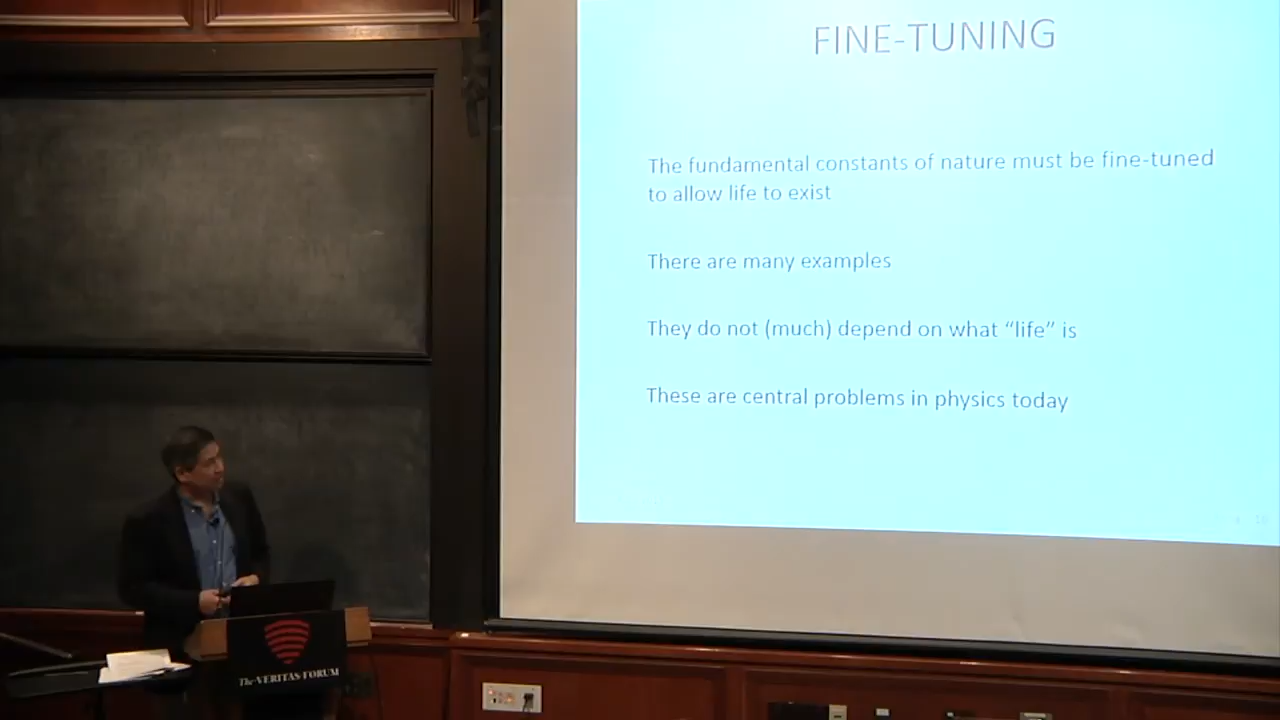 FINE-TUNING
The fundamental constants of nature must be fine-tuned
to allow life to exist
There are many examples
They do not (much) depend on what “life” is
These are central problems in physics today
The VERITAS FORUM